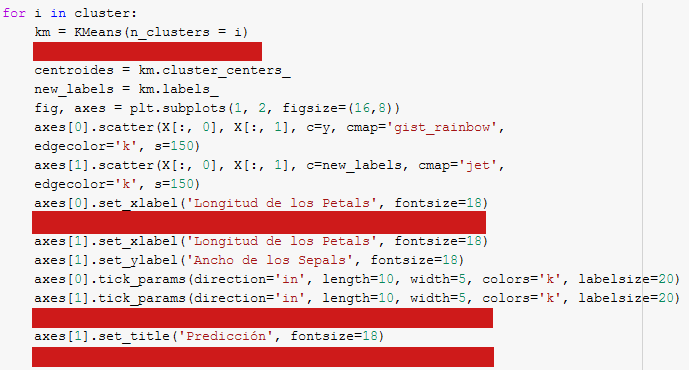 for i in cluster:
km = KMeans(n_clusters = i)
centroides = km.cluster_centers_
new_labels = km.labels_
fig, axes = plt.subplots(1, 2, figsize=(16,8))
axes[0].scatter(X[:, 0], X[:, 1], c=y, cmap='gist_rainbow',
edgecolor='k', s=150)
axes[1].scatter(X[:, 0], X[:, 1], c=new_labels, cmap='jet',
edgecolor='k', s=150)
axes[0].set_xlabel('Longitud de los Petals', fontsize=18)
axes[1].set_xlabel('Longitud de los Petals', fontsize=18)
axes[1].set_ylabel('Ancho de los Sepals', fontsize=18)
axes[0].tick_params(direction='in', length=10, width=5, colors='k', labelsize=20)
axes[1].tick_params(direction='in', length=10, width=5, colors='k', labelsize=20)
axes[1].set_title('Predicción', fontsize=18)